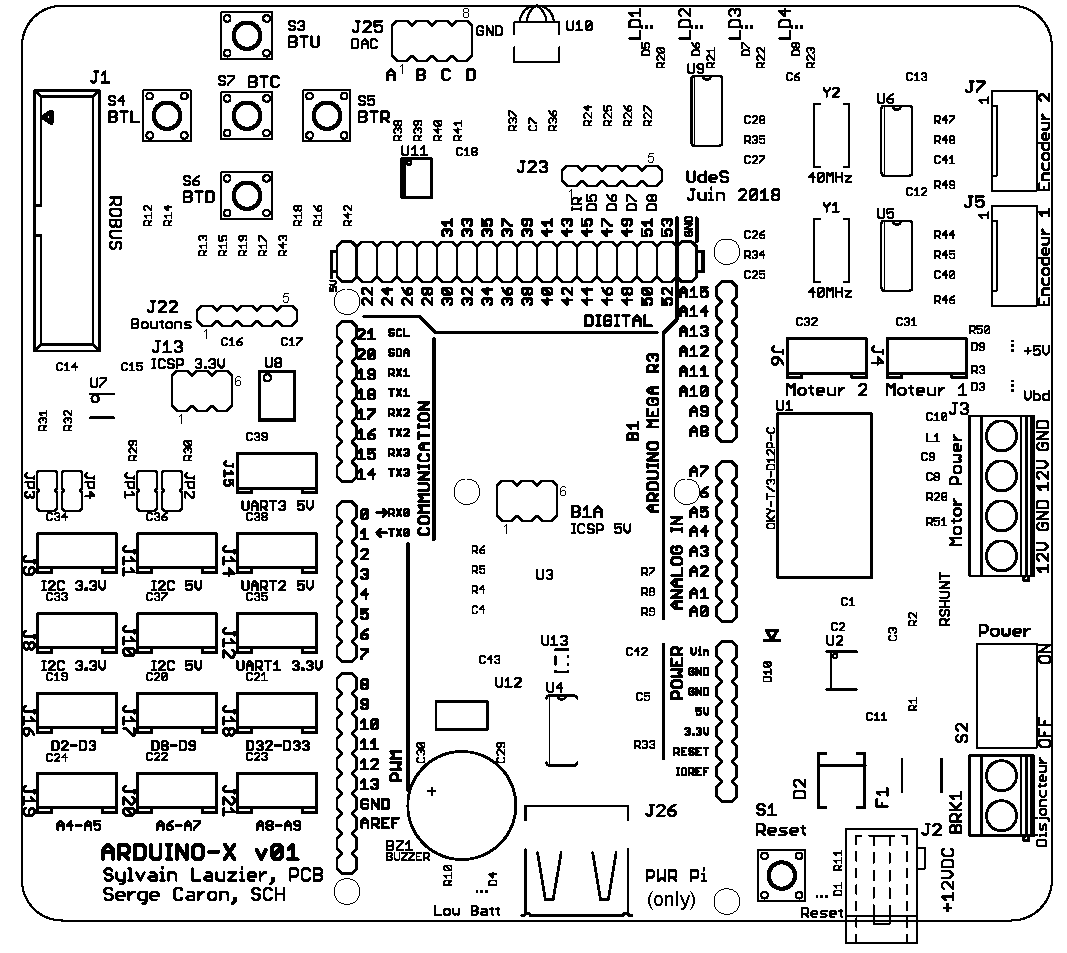 S3
BTU
J25
DAC
8
GND
A 1 B C D
U10
LD1
LD2
LD3
LD4
D5
R20
D6
R21
D7
R22
D8
R23
J1
S7 BTC
S4
BTL
S5
BTR
S6
BTD
ROBUS
R12
R14
R13
R15
R19
R17
R43
R18
R16
R42
R38
R39
R40
R41
U11
C18
R37
C7
R36
R24
R25
R26
R27
U9
C28
R35
C27
J23
5
1
IR
D5
D6
D7
D8
UdeS
Juin 2018
C6
Y2
40MHz
C13
U6
R47
R48
C41
R49
C12
J7
1
Encodeur 2
Y1
40MHz
U5
R44
R45
C40
R46
J5
1
Encodeur 1
C26
R34
C25
31 33 35 37 39 41 43 45 47 49 51 53 GND
5V
22 24 26 28 30 32 34 36 38 40 42 44 46 48 50 52
DIGITAL
J22
Boutons
5
1
C16
C17
J13
ICSP 3.3V
6
1
U8
C39
C14
C15
U7
R31
R32
R29
R30
21 SCL
20 SDA
19 RX1
18 TX1
17 RX2
16 TX2
15 RX3
14 TX3
COMMUNICATION
0 →RX0
1 ←TX0
2
3
4
5
6
7
8
9
10
11
12
13
GND
AREF
PWM
A15
A14
A13
A12
A11
A10
A9
A8
B1
ARDUINO MEGA R3
A7
6
A5
A4
A3
A2
A1
A0
ANALOG IN
Vin
GND
GND
5V
3.3V
RESET
IOREF
POWER
6
1
B1A
ICSP 5V
R6
R5
R4
C4
U3
R7
R8
R9
U13
C43
U12
U4
C42
C5
R33
C32
C31
J6
J4
Moteur 2
Moteur 1
R50
D9
R3
D3
+5V
Vbd
U1
OKY-T/3-D12P-C
C10
L1
C9
C8
R28
R51
J3
Motor Power
12V GND 12V GND
RSHUNT
C1
C2
U2
C3
R2
D10
C11
R1
Power
S2
ON
OFF
D2
F1
BRK1
Disjoncteur
JP3
JP4
JP1
JP2
J15
UART3 5V
C34
C36
C38
J9
J11
J14
I2C 3.3V
I2C 5V
UART2 5V
C33
C37
C35
J8
J10
J12
I2C 3.3V
I2C 5V
UART1 3.3V
C19
C20
C21
J16
J17
J18
D2-D3
D8-D9
D32-D33
C24
C22
C23
J19
J20
J21
A4-A5
A6-A7
A8-A9
ARDUINO-X v01
Sylvain Lauzier, PCB
Serge Caron, SCH
C30
C29
+
BZ1
BUZZER
R10
D4
Low Batt
J26
PWR Pi
(only)
S1
Reset
R11
D1
Reset
J2
+12VDC